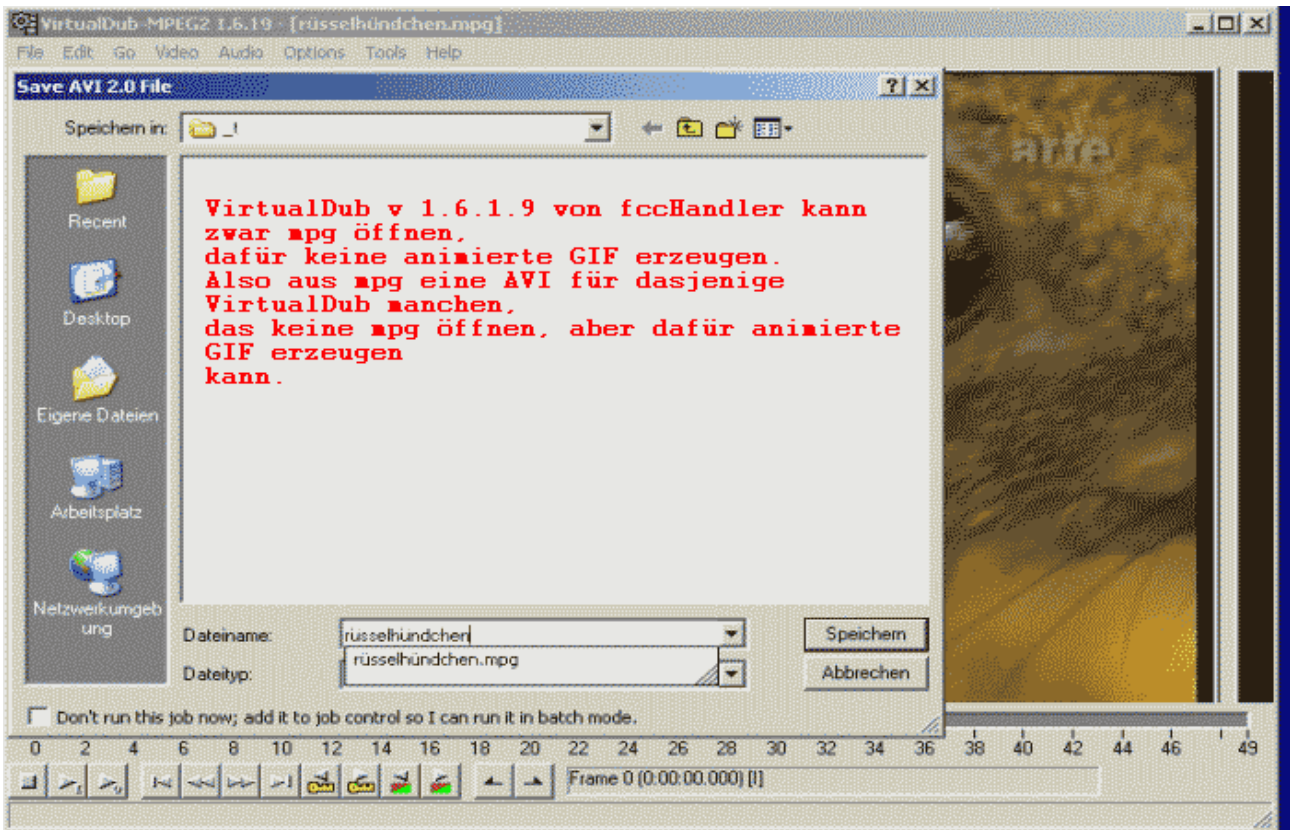 VirtualDub-MPEG2 1.6.19 - [rüsselhündchen.mpg]
File Edit Go Video Audio Options Tools Help
Save AVI 2.0 File
Speichern in: _!
arte
Recent
Desktop
Eigene Dateien
Arbeitsplatz
Netzwerkumgeb
ung
VirtualDub v 1.6.1.9 von fccHandler kann
zwar mpg öffnen,
dafür keine animierte GIF erzeugen.
Also aus mpg eine AVI für dasjenige
VirtualDub manchen,
das keine mpg öffnen, aber dafür animierte
GIF erzeugen
kann.
Dateiname: rüsselhündchen Speichern
rüsselhündchen.mpg
Dateityp: Abbrechen
Don't run this job now; add it to job control so I can run it in batch mode.
0 2 4 6 8 10 12 14 16 18 20 22 24 26 28 30 32 34 36 38 40 42 44 46 49
Frame 0 (0:00:00.000) [I]